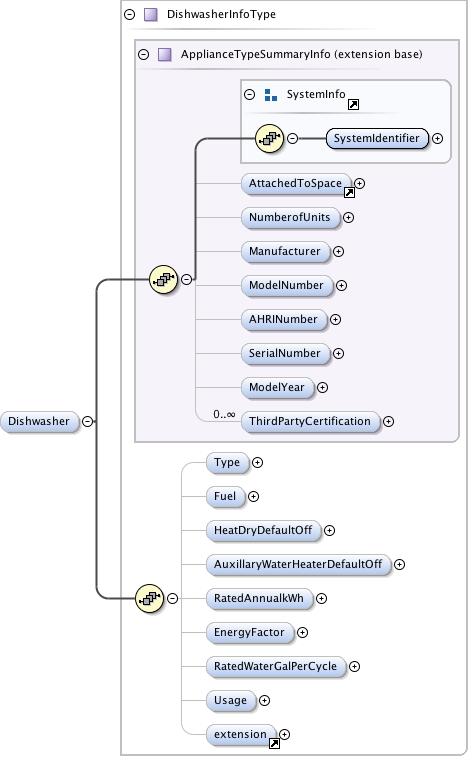 DishwasherInfoType
ApplianceTypeSummaryInfo (extension base)
SystemInfo
SystemIdentifier
AttachedToSpace
NumberofUnits
Manufacturer
ModelNumber
AHRINumber
SerialNumber
ModelYear
0..∞
ThirdPartyCertification
Dishwasher
Type
Fuel
HeatDryDefaultOff
AuxillaryWaterHeaterDefaultOff
RatedAnnualkWh
EnergyFactor
RatedWaterGalPerCycle
Usage
extension